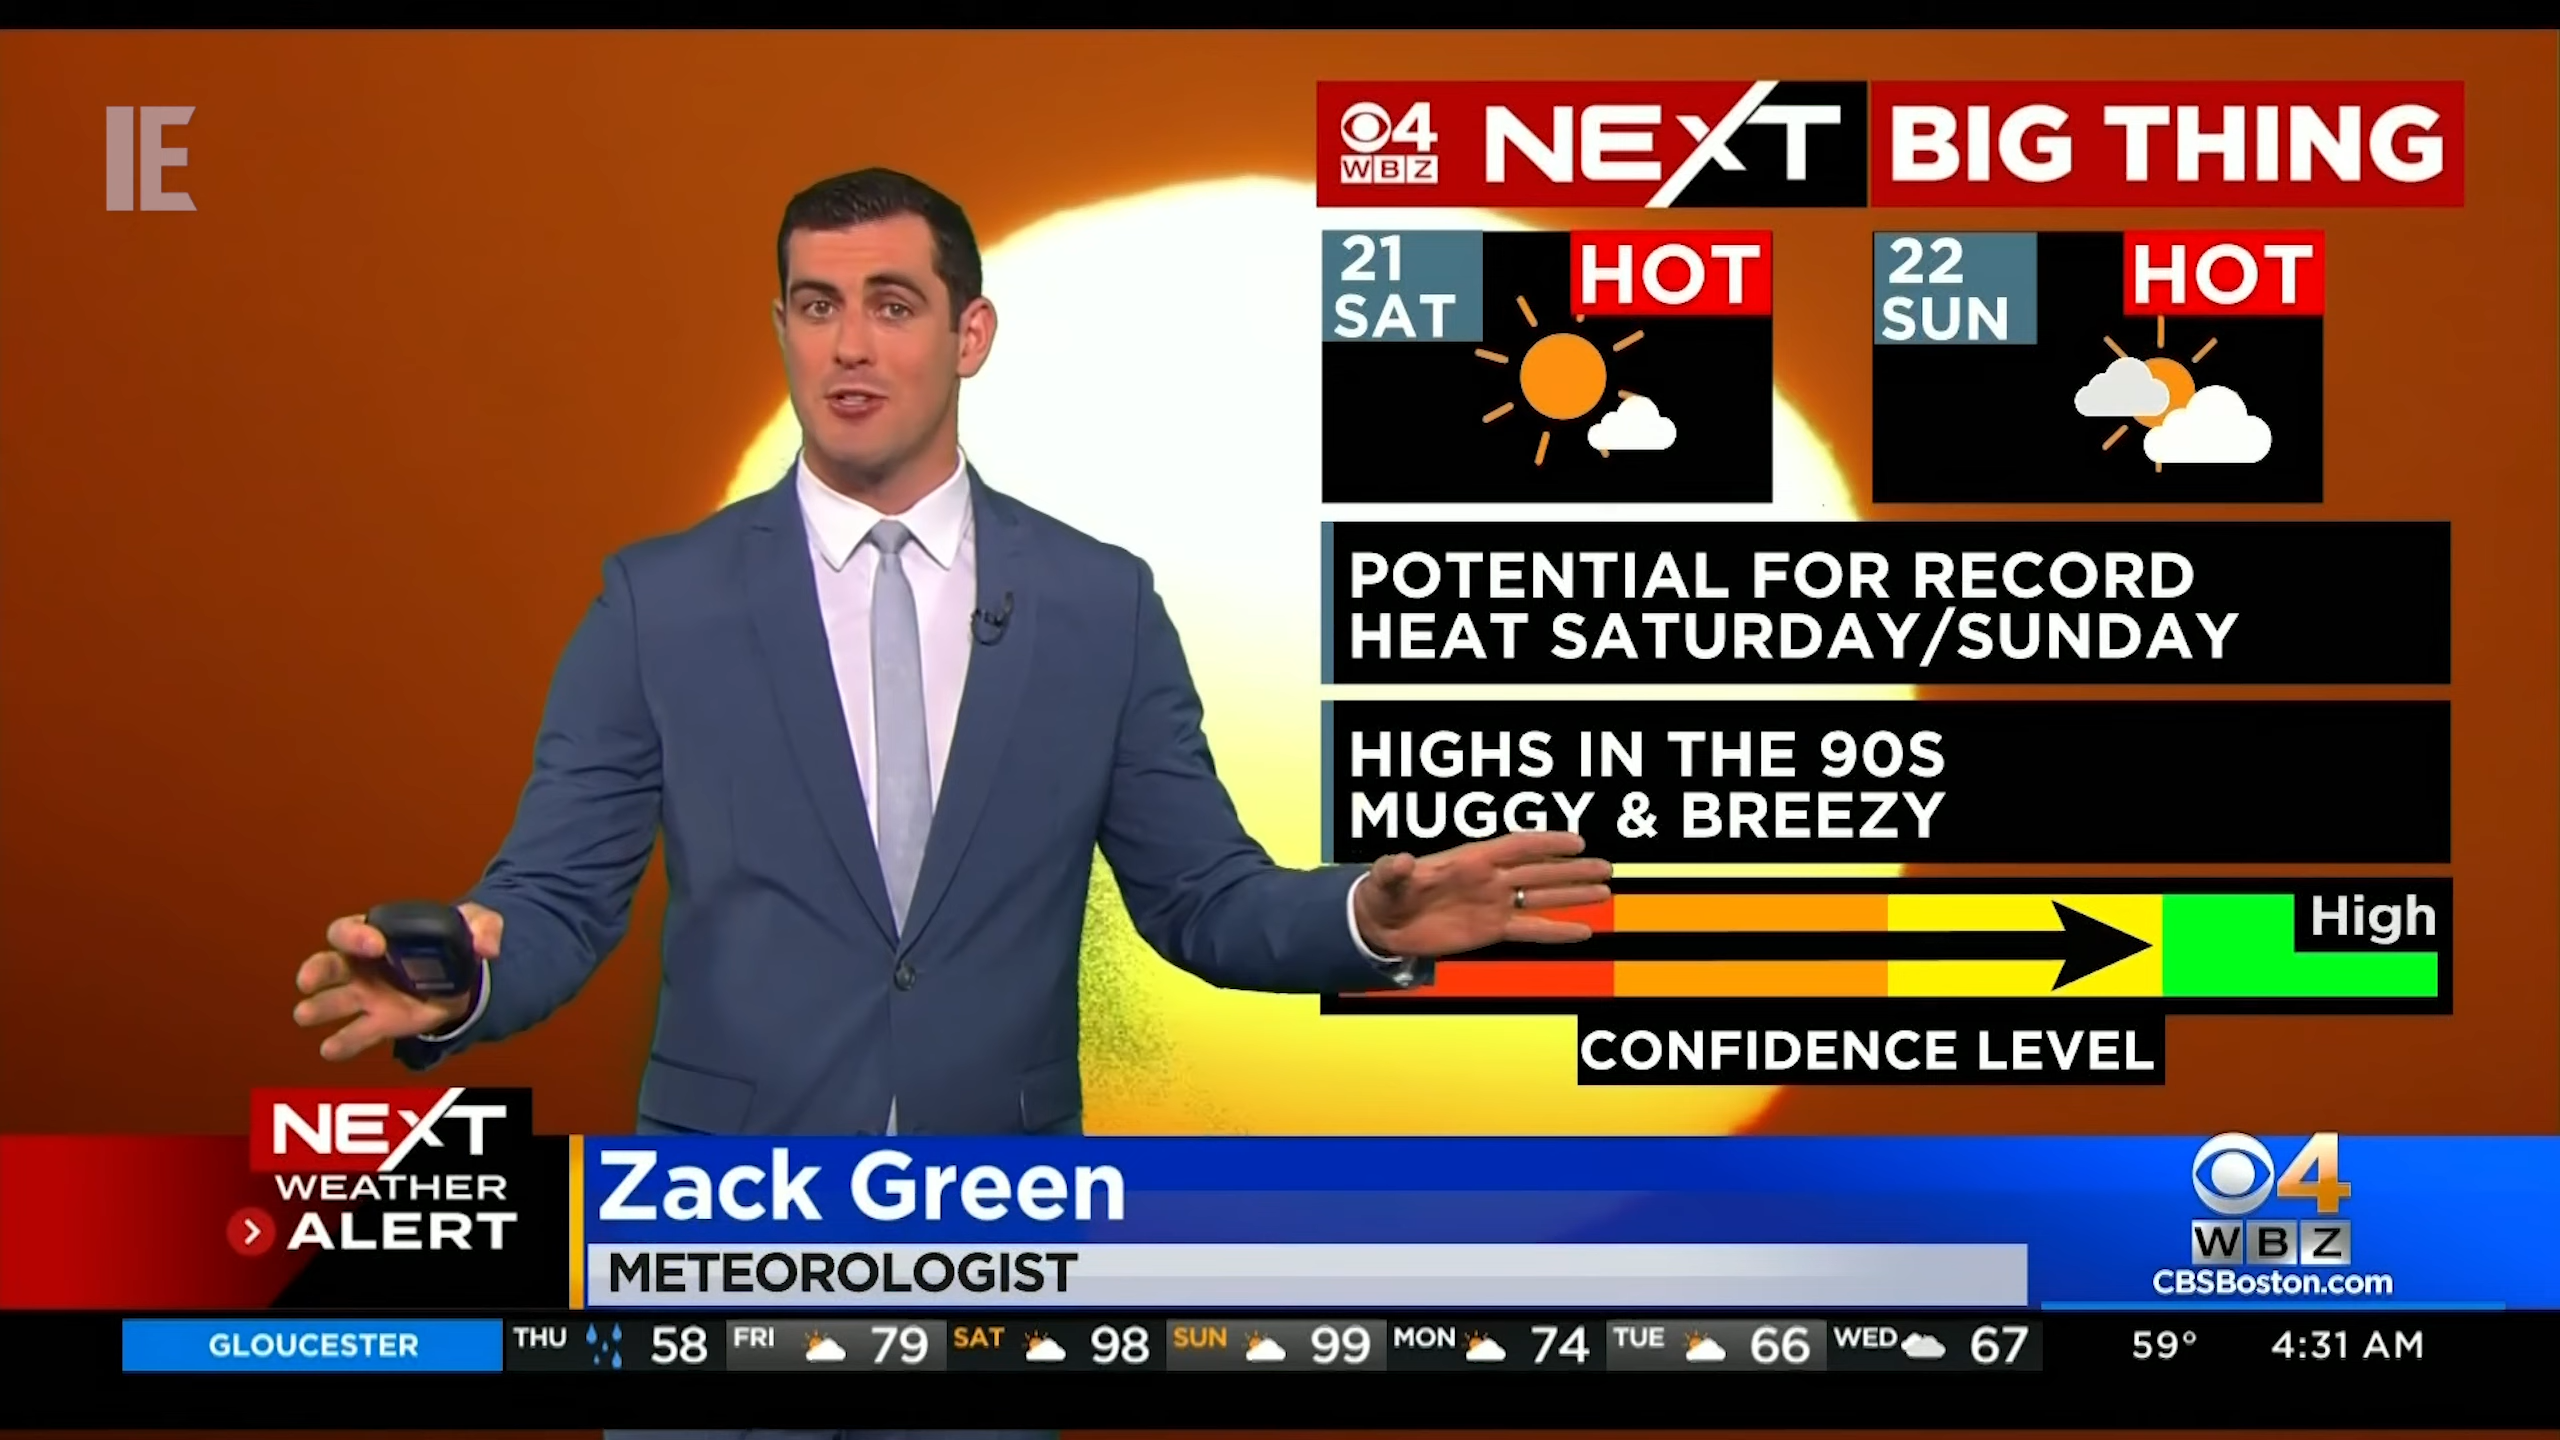 IE
4 NEXT BIG THING
WBZ
21
SAT
HOT
22
SUN
HOT
POTENTIAL FOR RECORD
HEAT SATURDAY/SUNDAY
HIGHS IN THE 90S
MUGGY & BREEZY
High
CONFIDENCE LEVEL
NEXT
WEATHER
ALERT
Zack Green
METEOROLOGIST
4
WBZ
CBSBoston.com
GLOUCESTER THU 58 FRI 79 SAT 98 SUN 99 MON 74 TUE 66 WED 67 59° 4:31 AM